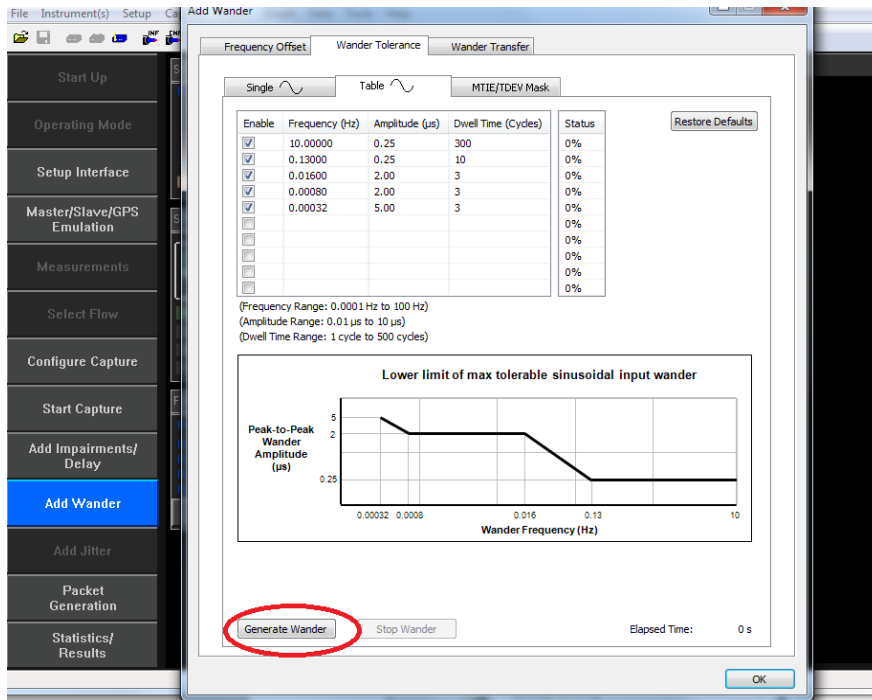 File Instrument(s) Setup
Add Wander
Start Up
Operating Mode
Setup Interface
Master/Slave/GPS
Emulation
Measurements
Select Flow
Configure Capture
Start Capture
Add Impairments/
Delay
Add Wander
Add Jitter
Packet
Generation
Statistics/
Results
Frequency Offset Wander Tolerance Wander Transfer
Single Table MTIE/TDEV Mask
Enable Frequency (Hz) Amplitude (µs) Dwell Time (Cycles) Status
10.00000 0.25 300 0%
0.13000 0.25 10 0%
0.01600 2.00 3 0%
0.00080 2.00 3 0%
0.00032 5.00 3 0%
0%
0%
0%
0%
0%
Restore Defaults
(Frequency Range: 0.0001 Hz to 100 Hz)
(Amplitude Range: 0.01 µs to 10 µs)
(Dwell Time Range: 1 cycle to 500 cycles)
Lower limit of max tolerable sinusoidal input wander
Peak-to-Peak
Wander
Amplitude
(µs)
5
2
0.25
0.00032 0.0008 0.016 0.13 10
Wander Frequency (Hz)
Generate Wander Stop Wander Elapsed Time: 0 s
OK